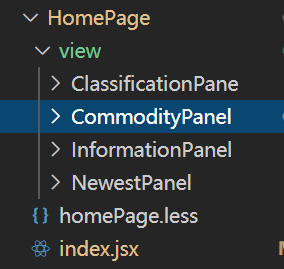 HomePage
view
ClassificationPane
CommodityPanel
InformationPanel
NewestPanel
{} homePage.less
index.jsx